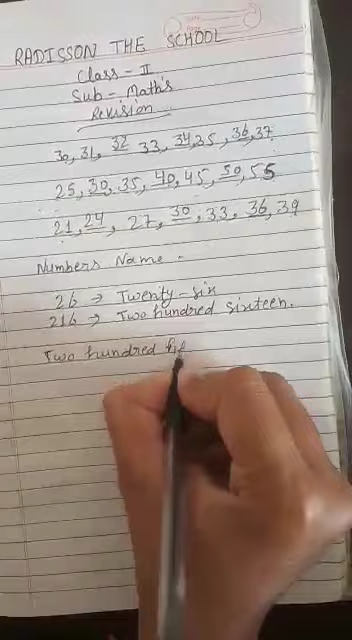 RADISSON THE SCHOOL
Class - II
Sub - Math's
Revision
30, 31, 32 33, 34, 35, 36, 37
25, 30, 35, 40, 45, 50, 55
21, 24, 27, 30, 33, 36, 39
Numbers Name -
26 → Twenty-six
216 → Two hundred sixteen.
Two hundred